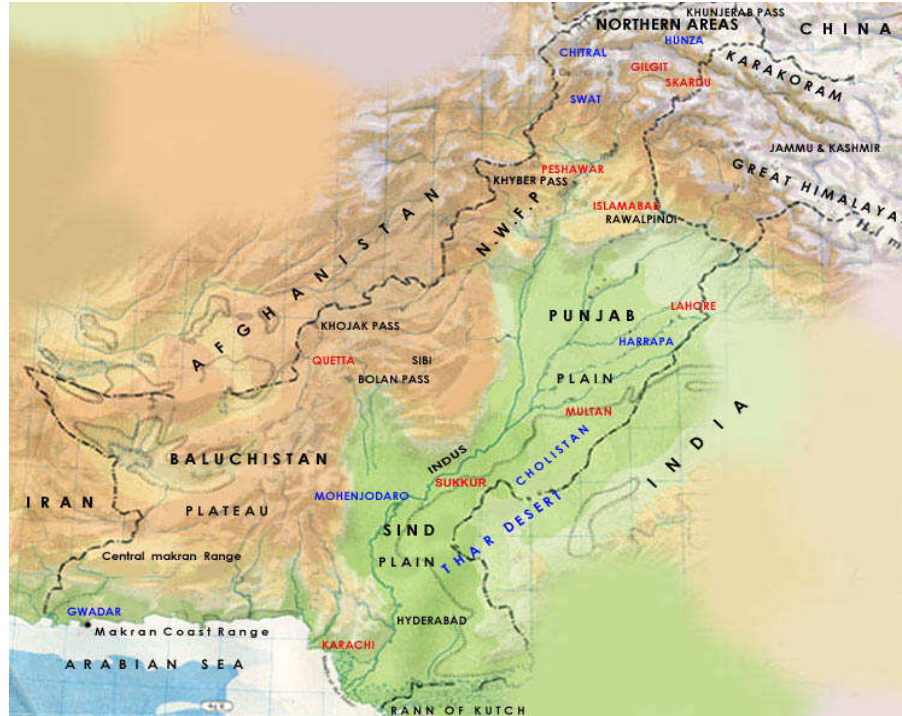 KHUNJERAB PASS
NORTHERN AREAS
CHINA
CHITRAL
HUNZA
GILGIT
KARAKORAM
SKARDU
SWAT
JAMMU & KASHMIR
PESHAWAR
KHYBER PASS
GREAT HIMALAYA
ISLAMABAD
RAWALPINDI
N.W.F.P
AFGHANISTAN
LAHORE
PUNJAB
KHOJAK PASS
HARRAPA
QUETTA
SIBI
BOLAN PASS
PLAIN
MULTAN
INDIA
INDUS
CHOLISTAN
BALUCHISTAN
SUKKUR
MOHENJODARO
IRAN
PLATEAU
THAR DESERT
SIND
PLAIN
Central makran Range
GWADAR
HYDERABAD
Makran Coast Range
KARACHI
ARABIAN SEA
RANN OF KUTCH